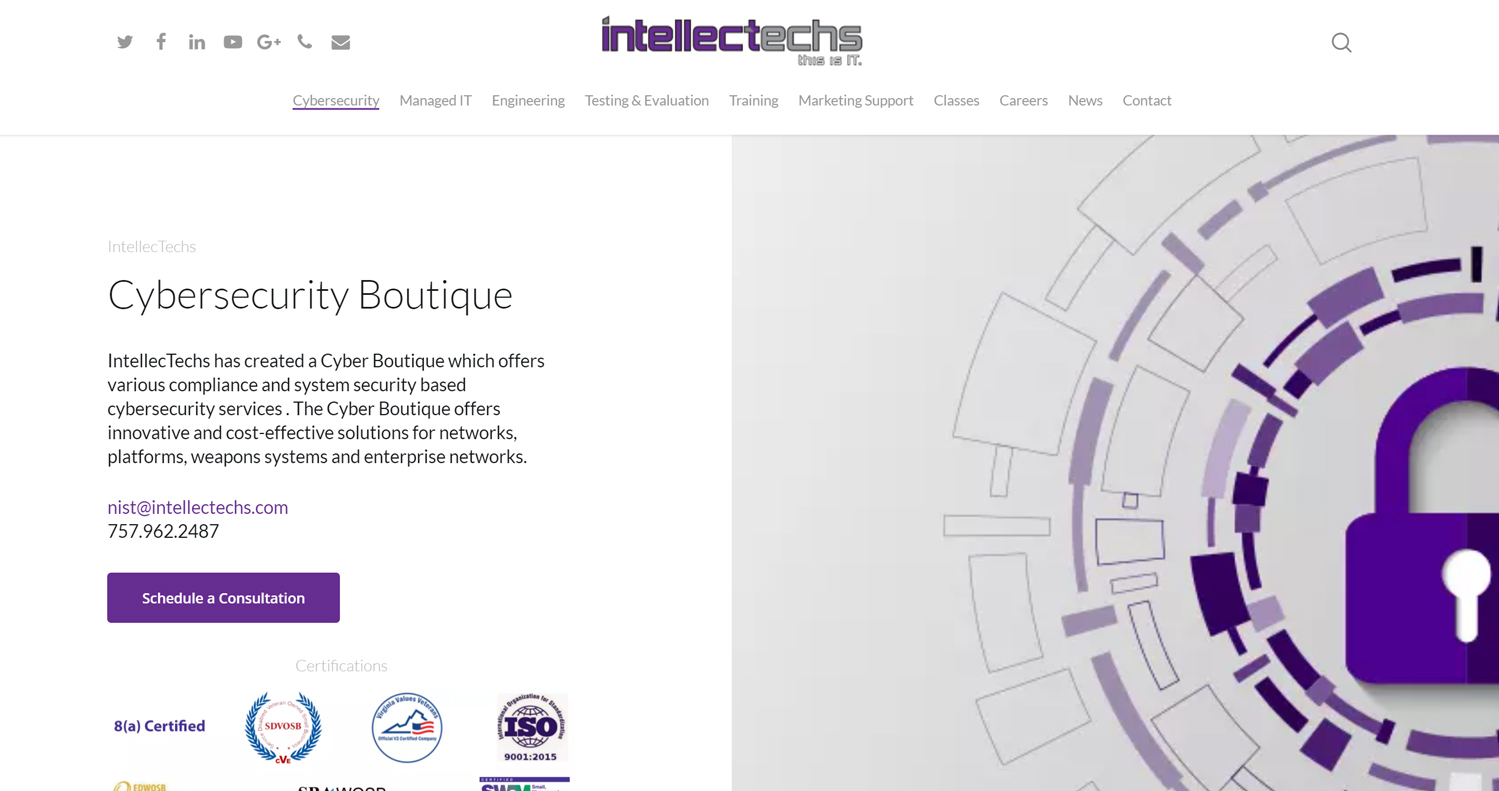 intellectechs
this is IT.
Cybersecurity Managed IT Engineering Testing & Evaluation Training Marketing Support Classes Careers News Contact
IntellecTechs
Cybersecurity Boutique
IntellecTechs has created a Cyber Boutique which offers
various compliance and system security based
cybersecurity services . The Cyber Boutique offers
innovative and cost-effective solutions for networks,
platforms, weapons systems and enterprise networks.
nist@intellectechs.com
757.962.2487
Schedule a Consultation
Certifications
8(a) Certified
SDVOSB
CVE
Virginia Values Veterans
Official V3 Certified Company
International Organization for Standardization
ISO
9001:2015
EDWOSB
WOSB
CERTIFIED
Small,